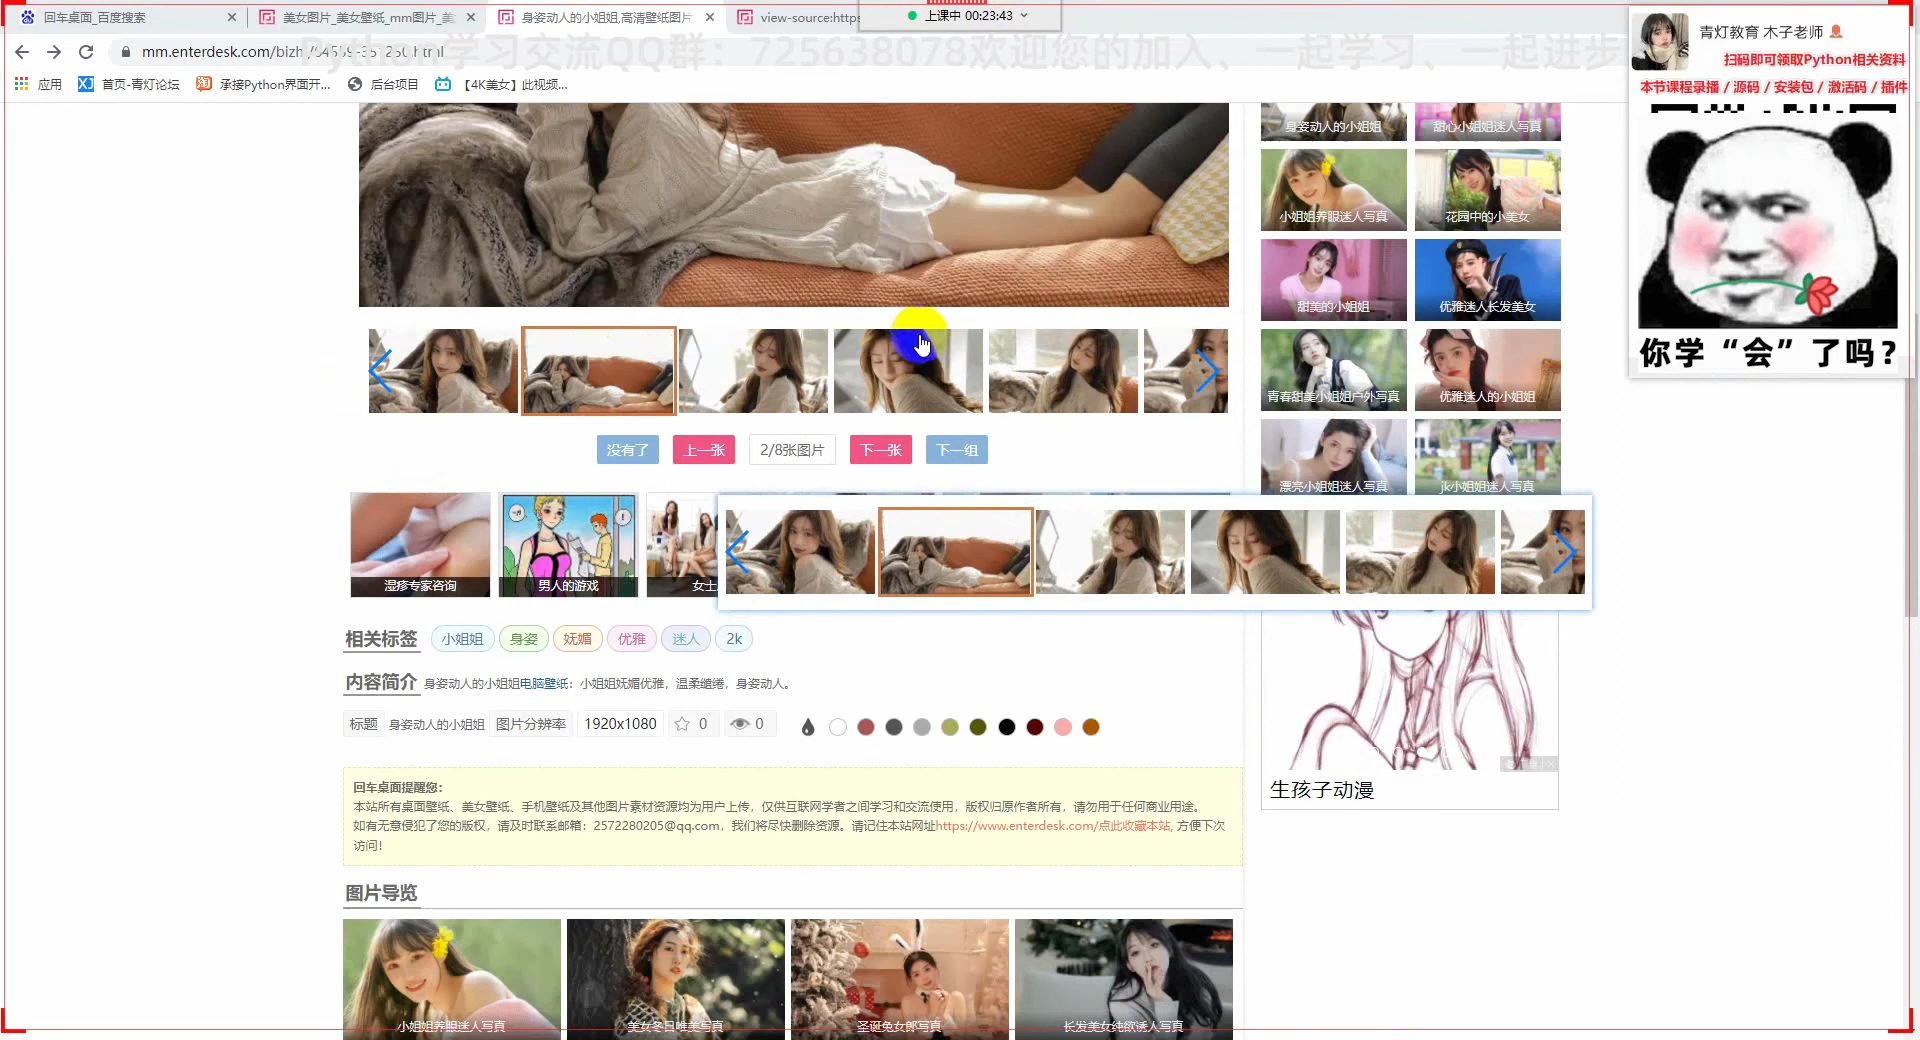 回车桌面_百度搜索
美女图片_美女壁纸_mm图片_美
身姿动人的小姐姐,高清壁纸图片
view-source:https
上课中 00:23:43
青灯教育 木子老师
扫码即可领取Python相关资料
本节课程录播 / 源码 / 安装包 / 激活码 / 插件
学习交流QQ群：725638078欢迎您的加入、一起学习、一起进步
应用
首页-青灯论坛
承接Python界面开...
后台项目
【4K美女】此视频...
身姿动人的小姐姐
甜心小姐姐迷人写真
小姐姐养眼迷人写真
花园中的小美女
甜美的小姐姐
优雅迷人长发美女
你学“会”了吗?
青春甜美小姐姐户外写真
优雅迷人的小姐姐
没有了
上一张
2/8张图片
下一张
下一组
漂亮小姐姐迷人写真
jk小姐姐迷人写真
湿疹专家咨询
男人的游戏
女士
相关标签
小姐姐
身姿
妩媚
优雅
迷人
2k
内容简介
身姿动人的小姐姐电脑壁纸：小姐姐妩媚优雅，温柔缱绻，身姿动人。
标题
身姿动人的小姐姐
图片分辨率
1920x1080
0
0
生孩子动漫
回车桌面提醒您：
本站所有桌面壁纸、美女壁纸、手机壁纸及其他图片素材资源均为用户上传，仅供互联网学者之间学习和交流使用，版权归原作者所有，请勿用于任何商业用途。
如有无意侵犯了您的版权，请及时联系邮箱：2572280205@qq.com，我们将尽快删除资源。请记住本站网址https://www.enterdesk.com/点此收藏本站, 方便下次
访问！
图片导览
小姐姐养眼迷人写真
美女冬日唯美写真
圣诞兔女郎写真
长发美女纯欲诱人写真